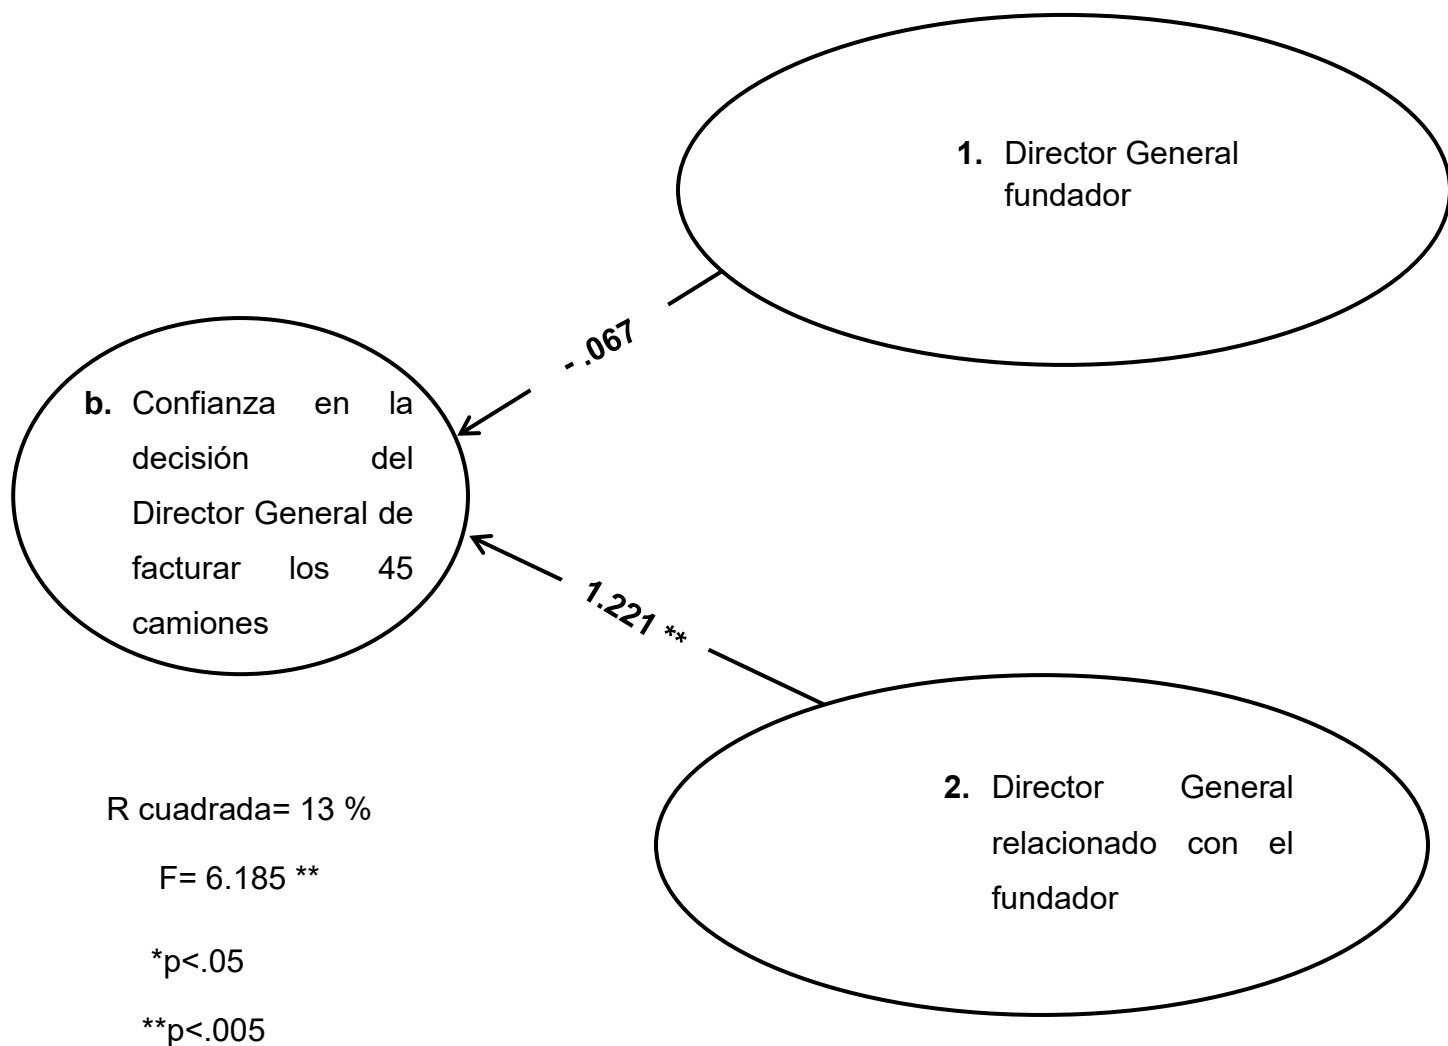 1. Director General
fundador
- .067
b. Confianza en la
decisión del
Director General de
facturar los 45
camiones
1.221 **
2. Director General
relacionado con el
fundador
R cuadrada= 13 %
F= 6.185 **
*p<.05
**p<.005